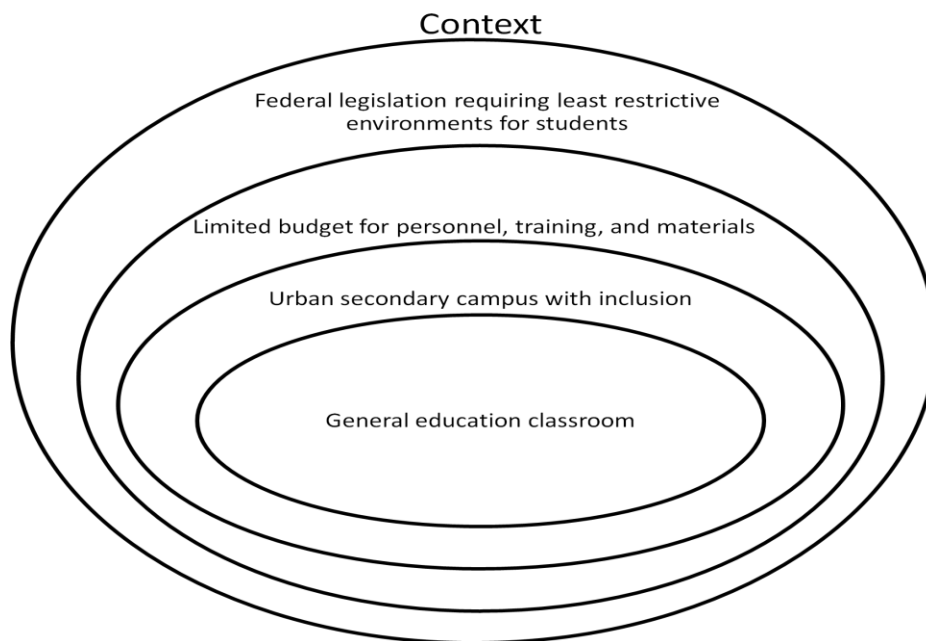 Context
Federal legislation requiring least restrictive
environments for students
Limited budget for personnel, training, and materials
Urban secondary campus with inclusion
General education classroom